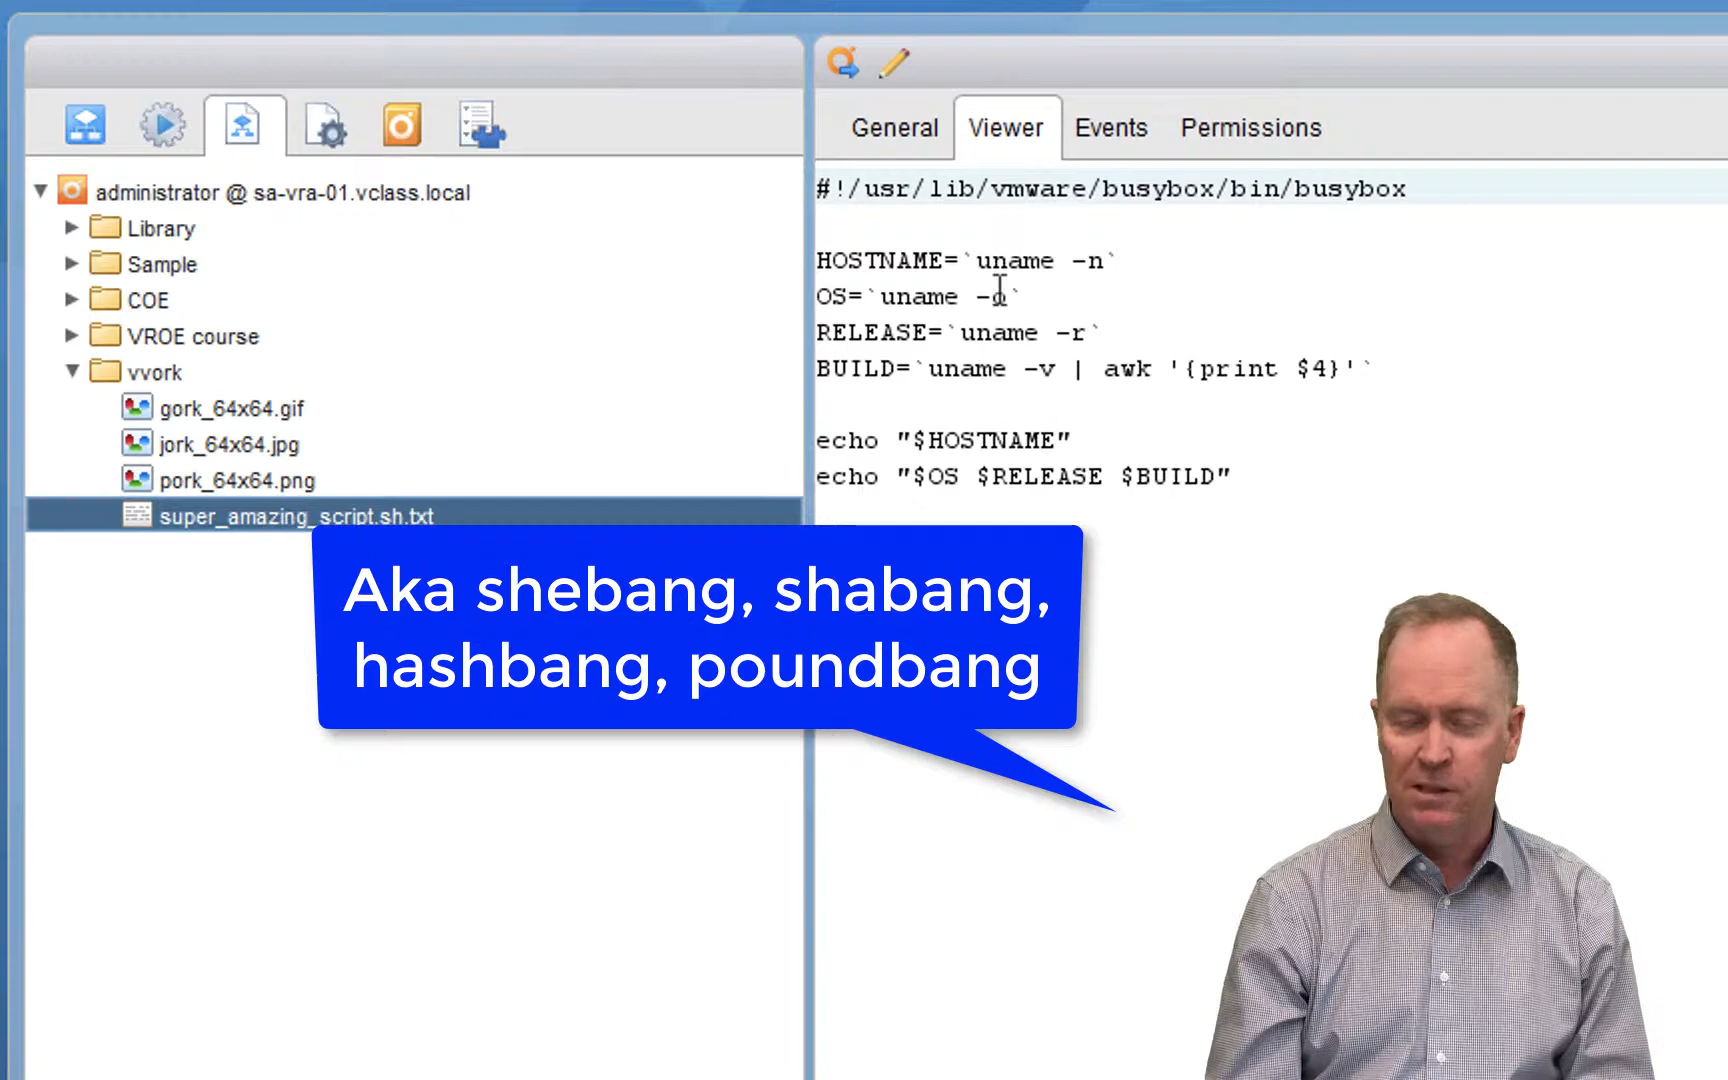 administrator @ sa-vra-01.vclass.local
Library
Sample
COE
VROE course
vvork
gork_64x64.gif
jork_64x64.jpg
pork_64x64.png
super_amazing_script.sh.txt
General Viewer Events Permissions
#!/usr/lib/vmware/busybox/bin/busybox
HOSTNAME=`uname -n`
OS=`uname -o`
RELEASE=`uname -r`
BUILD=`uname -v | awk '{print $4}'`
echo "$HOSTNAME"
echo "$OS $RELEASE $BUILD"
Aka shebang, shabang,
hashbang, poundbang